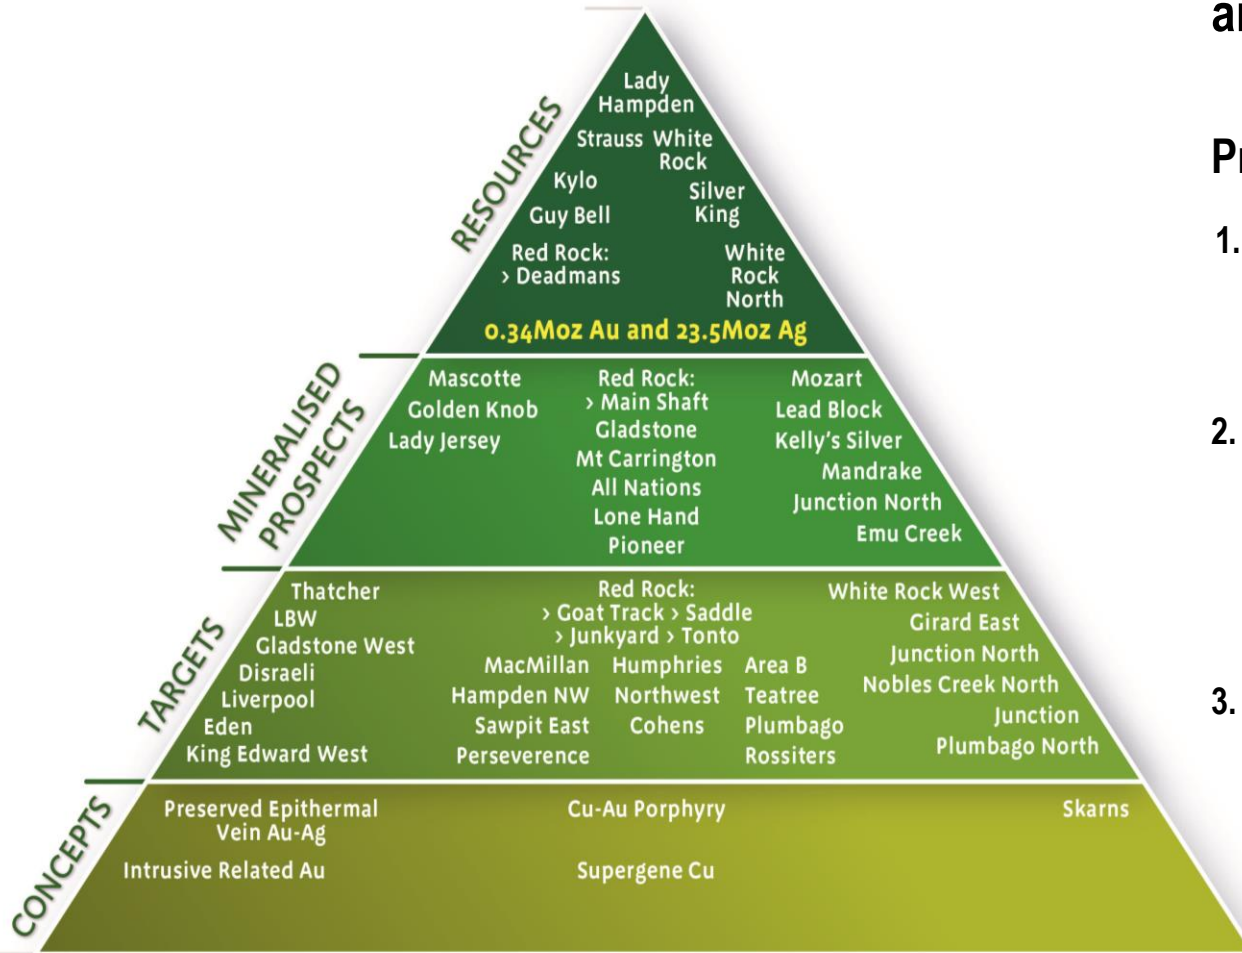 RESOURCES
Lady
Hampden
Strauss
White
Rock
Kylo
Silver
King
Guy Bell
Red Rock:
> Deadmans
White
Rock
North
0.34Moz Au and 23.5Moz Ag
MINERALISED
PROSPECTS
Mascotte
Golden Knob
Lady Jersey
Red Rock:
> Main Shaft
Gladstone
Mt Carrington
All Nations
Lone Hand
Pioneer
Mozart
Lead Block
Kelly's Silver
Mandrake
Junction North
Emu Creek
TARGETS
Thatcher
LBW
Gladstone West
Disraeli
Liverpool
Eden
King Edward West
Red Rock:
> Goat Track > Saddle
> Junkyard > Tonto
MacMillan
Hampden NW
Sawpit East
Perseverence
Humphries
Northwest
Cohens
Area B
Teatree
Plumbago
Rossiters
White Rock West
Girard East
Junction North
Nobles Creek North
Junction
Plumbago North
CONCEPTS
Preserved Epithermal
Vein Au-Ag
Intrusive Related Au
Cu-Au Porphyry
Supergene Cu
Skarns
1.
2.
3.